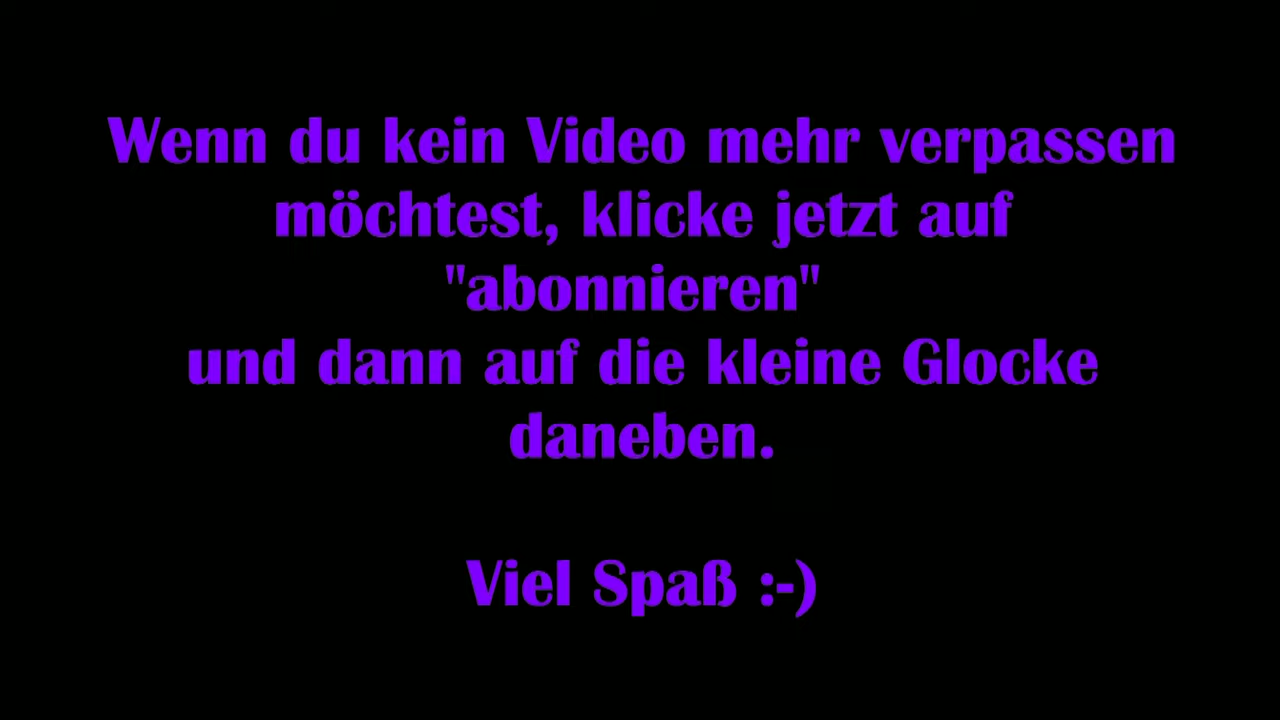 Wenn du kein Video mehr verpassen
möchtest, klicke jetzt auf
"abonnieren"
und dann auf die kleine Glocke
daneben.
Viel Spaß :-)